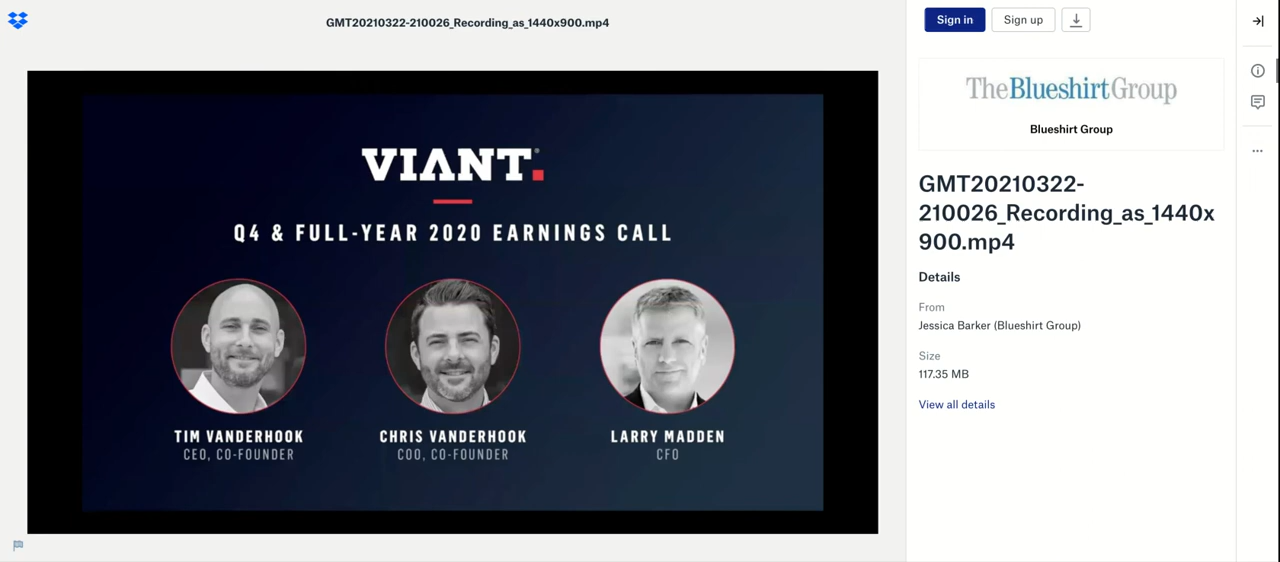 GMT20210322-210026_Recording_as_1440x900.mp4
Sign in
Sign up
VIANT.
Q4 & FULL-YEAR 2020 EARNINGS CALL
TIM VANDERHOOK
CEO, CO-FOUNDER
CHRIS VANDERHOOK
COO, CO-FOUNDER
LARRY MADDEN
CFO
TheBlueshirtGroup
Blueshirt Group
GMT20210322-
210026_Recording_as_1440x
900.mp4
Details
From
Jessica Barker (Blueshirt Group)
Size
117.35 MB
View all details